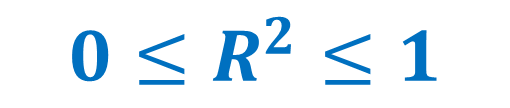 0 ≤ R² ≤ 1